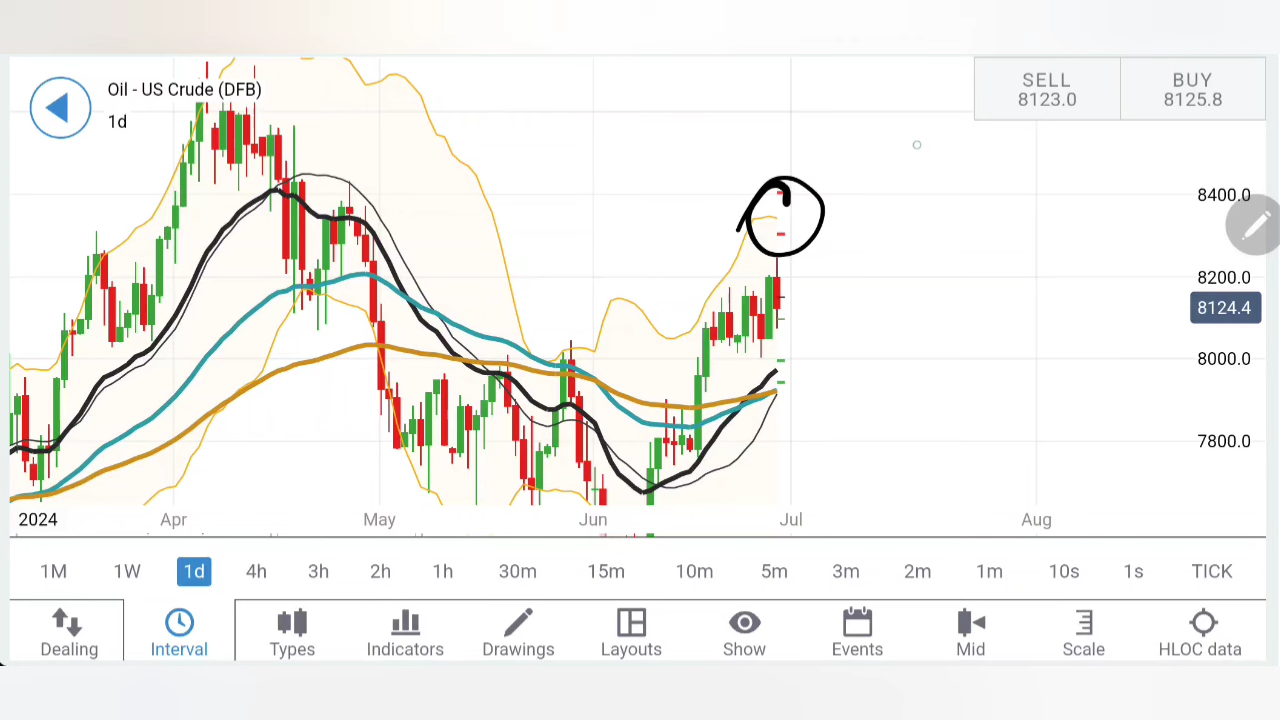 Oil - US Crude (DFB)
1d
SELL
8123.0
BUY
8125.8
8400.0
8200.0
8124.4
8000.0
7800.0
2024 Apr May Jun Jul Aug
1M 1W 1d 4h 3h 2h 1h 30m 15m 10m 5m 3m 2m 1m 10s 1s TICK
Dealing Interval Types Indicators Drawings Layouts Show Events Mid Scale HLOC data